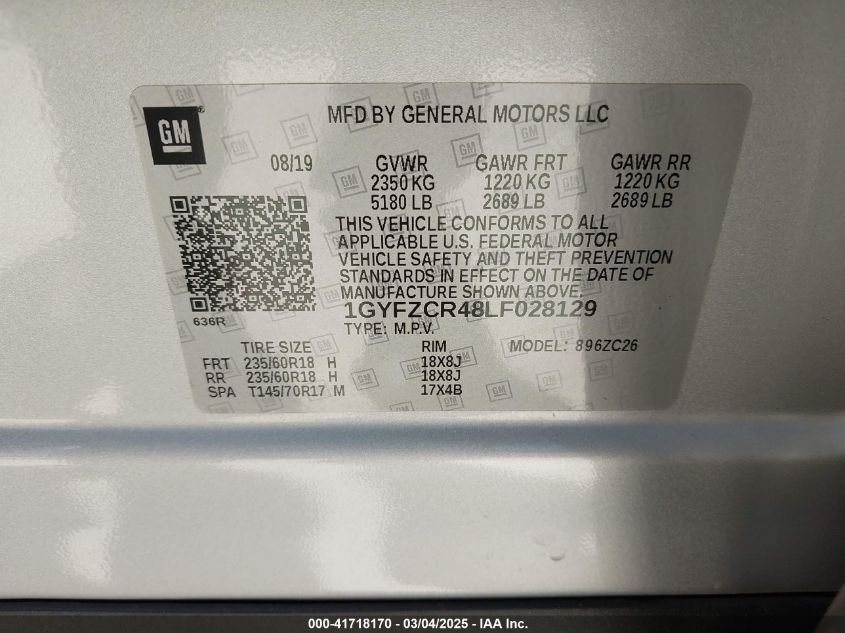 GM ®
MFD BY GENERAL MOTORS LLC
08/19 GVWR GAWR FRT GAWR RR
2350 KG 1220 KG 1220 KG
5180 LB 2689 LB 2689 LB
THIS VEHICLE CONFORMS TO ALL
APPLICABLE U.S. FEDERAL MOTOR
VEHICLE SAFETY AND THEFT PREVENTION
STANDARDS IN EFFECT ON THE DATE OF
MANUFACTURE SHOWN ABOVE.
1GYFZCR48LF028129
636R
TYPE: M.P.V.
TIRE SIZE RIM MODEL: 896ZC26
FRT 235/60R18 H 18X8J
RR 235/60R18 H 18X8J
SPA T145/70R17 M 17X4B
000-41718170 — 03/04/2025 - IAA Inc.